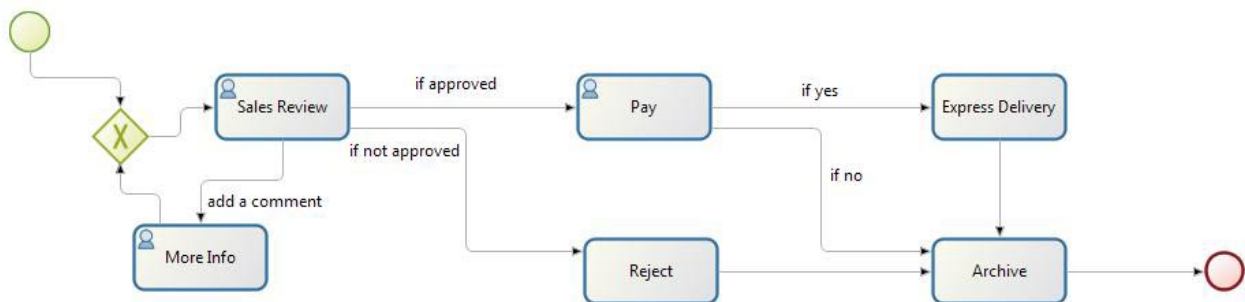 if approved
if yes
Sales Review
Pay
Express Delivery
if not approved
if no
add a comment
More Info
Reject
Archive